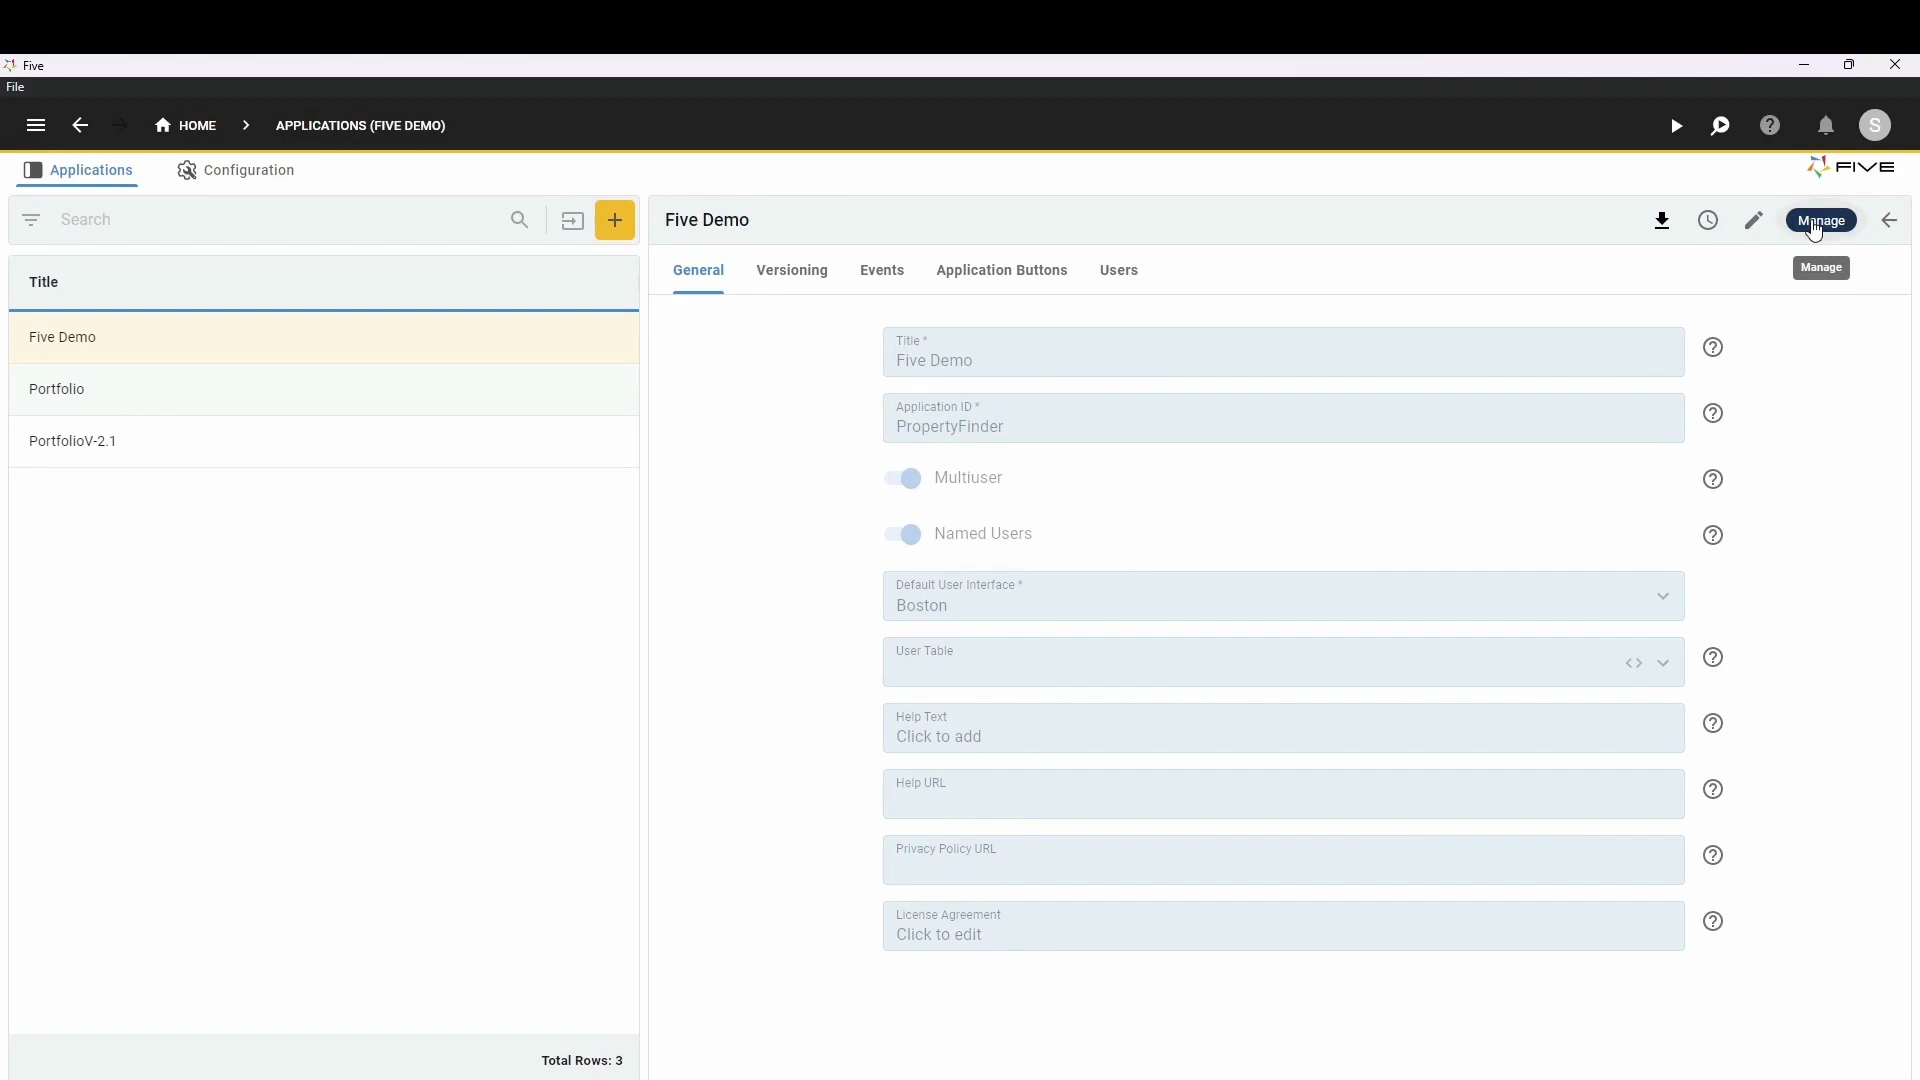 Five
File
HOME
APPLICATIONS (FIVE DEMO)
S
Applications
Configuration
FIVE
Search
Five Demo
Manage
Manage
General
Versioning
Events
Application Buttons
Users
Title
Five Demo
Portfolio
PortfolioV-2.1
Total Rows: 3
Title *
Five Demo
Application ID *
PropertyFinder
Multiuser
Named Users
Default User Interface *
Boston
User Table
Help Text
Click to add
Help URL
Privacy Policy URL
License Agreement
Click to edit